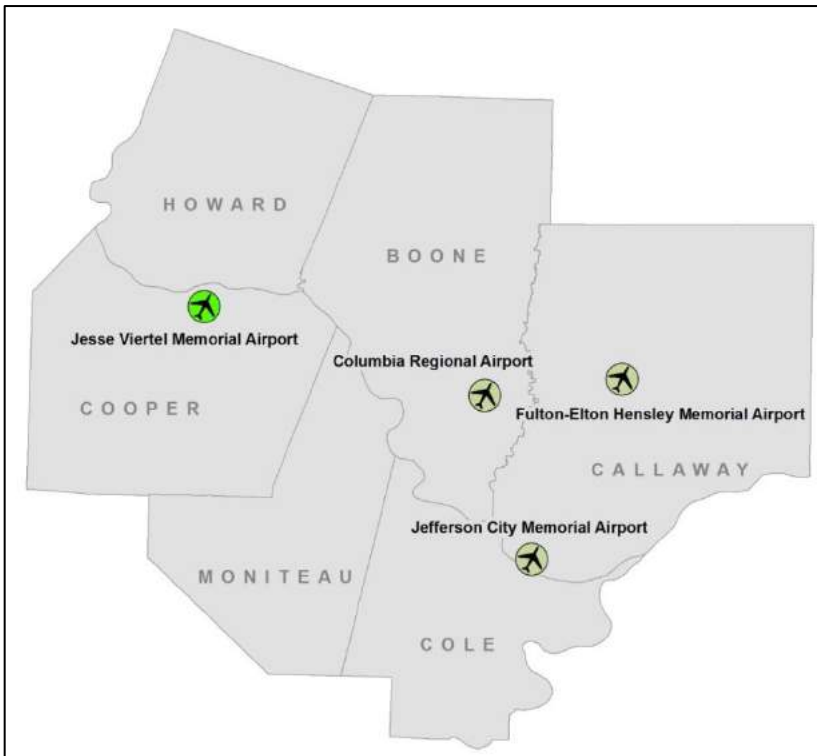 HOWARD
BOONE
Jesse Viertel Memorial Airport
Columbia Regional Airport
COOPER
Fulton-Elton Hensley Memorial Airport
CALLAWAY
Jefferson City Memorial Airport
MONITEAU
COLE